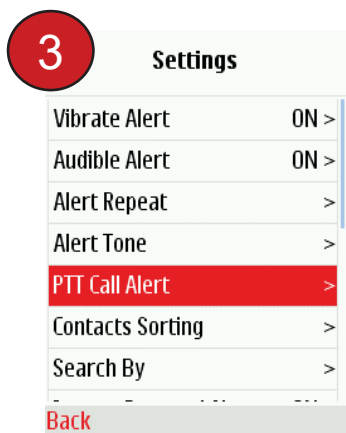 3
Settings
Vibrate Alert ON >
Audible Alert ON >
Alert Repeat >
Alert Tone >
PTT Call Alert >
Contacts Sorting >
Search By >
Back